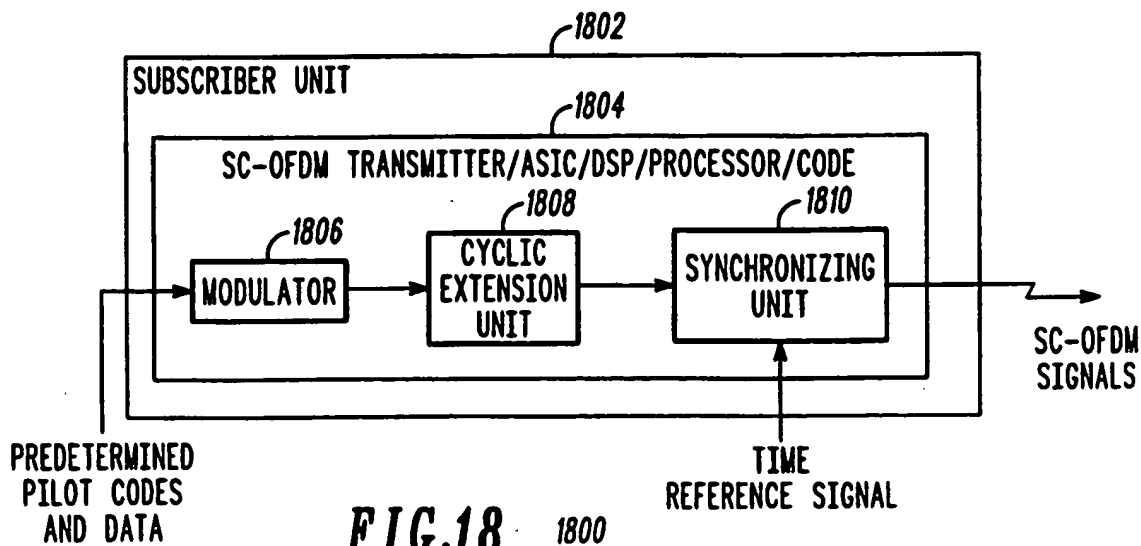 1802
SUBSCRIBER UNIT
1804
SC-OFDM TRANSMITTER/ASIC/DSP/PROCESSOR/CODE
1806
MODULATOR
1808
CYCLIC
EXTENSION
UNIT
1810
SYNCHRONIZING
UNIT
SC-OFDM
SIGNALS
PREDETERMINED
PILOT CODES
AND DATA
TIME
REFERENCE SIGNAL
FIG.18 1800